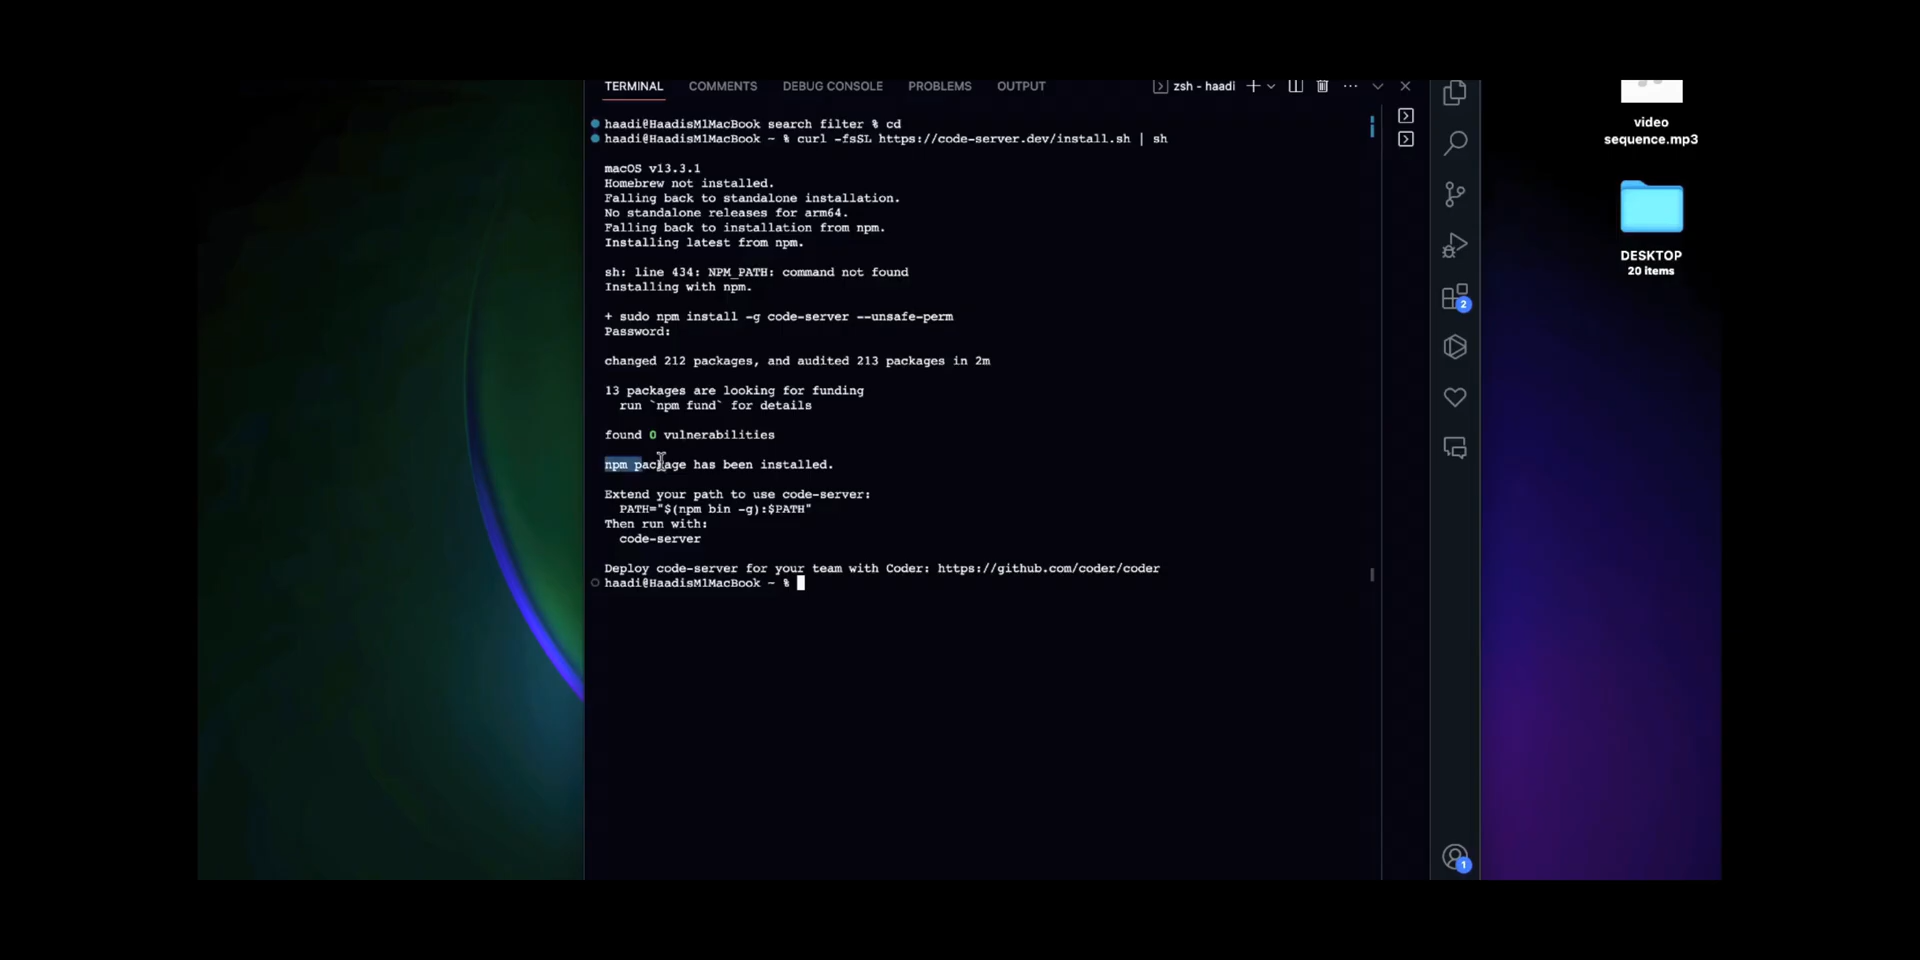 TERMINAL COMMENTS DEBUG CONSOLE PROBLEMS OUTPUT zsh - haadi
haadi@HaadisM1MacBook search filter % cd
haadi@HaadisM1MacBook ~ % curl -fsSL https://code-server.dev/install.sh | sh
macOS v13.3.1
Homebrew not installed.
Falling back to standalone installation.
No standalone releases for arm64.
Falling back to installation from npm.
Installing latest from npm.
sh: line 434: NPM_PATH: command not found
Installing with npm.
+ sudo npm install -g code-server --unsafe-perm
Password:
changed 212 packages, and audited 213 packages in 2m
13 packages are looking for funding
run `npm fund` for details
found 0 vulnerabilities
npm package has been installed.
Extend your path to use code-server:
PATH="$(npm bin -g):$PATH"
Then run with:
code-server
Deploy code-server for your team with Coder: https://github.com/coder/coder
haadi@HaadisM1MacBook ~ %
2
1
video
sequence.mp3
DESKTOP
20 items